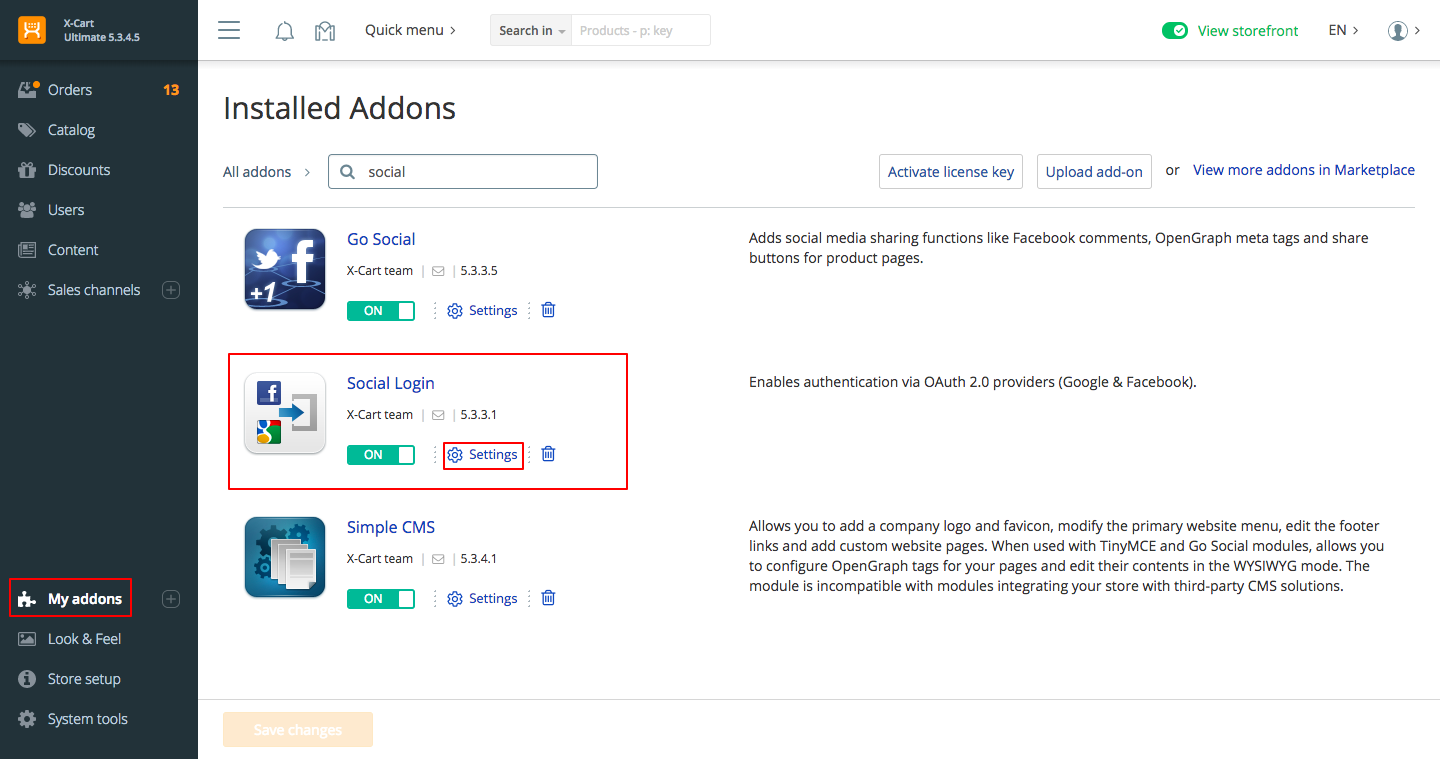 X-Cart
Ultimate 5.3.4.5
Quick menu
Search in
Products - p: key
View storefront
EN
Orders
13
Catalog
Discounts
Users
Content
Sales channels
My addons
Look & Feel
Store setup
System tools
Installed Addons
All addons
social
Activate license key
Upload add-on
or
View more addons in Marketplace
+1
Go Social
X-Cart team | 5.3.3.5
ON
Settings
Adds social media sharing functions like Facebook comments, OpenGraph meta tags and share
buttons for product pages.
Social Login
X-Cart team | 5.3.3.1
ON
Settings
Enables authentication via OAuth 2.0 providers (Google & Facebook).
Simple CMS
X-Cart team | 5.3.4.1
ON
Settings
Allows you to add a company logo and favicon, modify the primary website menu, edit the footer
links and add custom website pages. When used with TinyMCE and Go Social modules, allows you
to configure OpenGraph tags for your pages and edit their contents in the WYSIWYG mode. The
module is incompatible with modules integrating your store with third-party CMS solutions.
Save changes